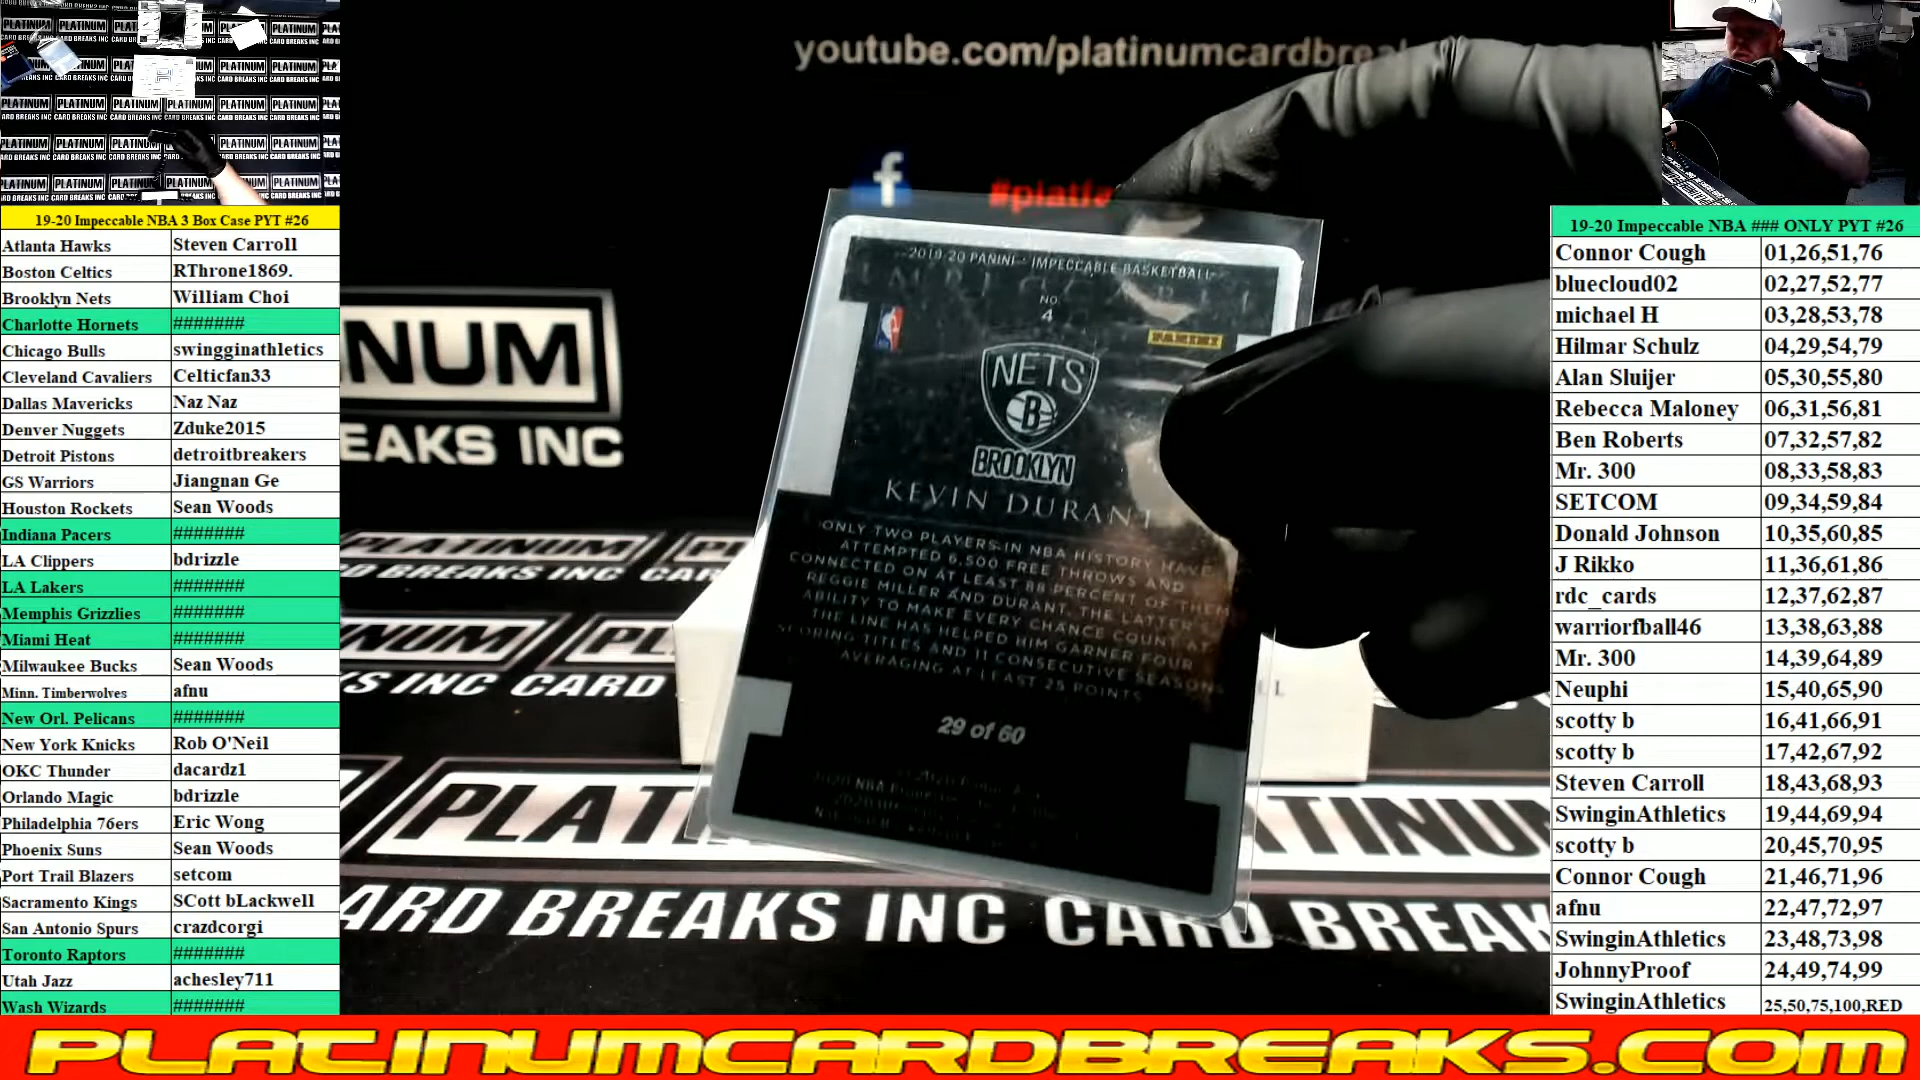 youtube.com/platinumcardbrea
#platin
19-20 Impeccable NBA 3 Box Case PYT #26
Atlanta Hawks Steven Carroll
Boston Celtics RThrone1869.
Brooklyn Nets William Choi
Charlotte Hornets #######
Chicago Bulls swingginathletics
Cleveland Cavaliers Celticfan33
Dallas Mavericks Naz Naz
Denver Nuggets Zduke2015
Detroit Pistons detroitbreakers
GS Warriors Jiangnan Ge
Houston Rockets Sean Woods
Indiana Pacers #######
LA Clippers bdrizzle
LA Lakers #######
Memphis Grizzlies #######
Miami Heat #######
Milwaukee Bucks Sean Woods
Minn. Timberwolves afnu
New Orl. Pelicans #######
New York Knicks Rob O'Neil
OKC Thunder dacardz1
Orlando Magic bdrizzle
Philadelphia 76ers Eric Wong
Phoenix Suns Sean Woods
Port Trail Blazers setcom
Sacramento Kings SCott bLackwell
San Antonio Spurs crazdcorgi
Toronto Raptors #######
Utah Jazz achesley711
Wash Wizards #######
2019-20 PANINI - IMPECCABLE BASKETBALL
NO.
4
PANINI
NETS
B
BROOKLYN
KEVIN DURANT
ONLY TWO PLAYERS IN NBA HISTORY HAVE
ATTEMPTED 6,500 FREE THROWS AND
CONNECTED ON AT LEAST 88 PERCENT OF THEM
REGGIE MILLER AND DURANT. THE LATTER'S
ABILITY TO MAKE EVERY CHANCE COUNT AT
THE LINE HAS HELPED HIM GARNER FOUR
SCORING TITLES AND 11 CONSECUTIVE SEASONS
AVERAGING AT LEAST 25 POINTS
29 of 60
NUM
EAKS INC
PLATINUM
CARD BREAKS INC
S INC CARD
ARD BREAKS INC CARD BREAK
19-20 Impeccable NBA ### ONLY PYT #26
Connor Cough 01,26,51,76
bluecloud02 02,27,52,77
michael H 03,28,53,78
Hilmar Schulz 04,29,54,79
Alan Sluijer 05,30,55,80
Rebecca Maloney 06,31,56,81
Ben Roberts 07,32,57,82
Mr. 300 08,33,58,83
SETCOM 09,34,59,84
Donald Johnson 10,35,60,85
J Rikko 11,36,61,86
rdc_cards 12,37,62,87
warriorfball46 13,38,63,88
Mr. 300 14,39,64,89
Neuphi 15,40,65,90
scotty b 16,41,66,91
scotty b 17,42,67,92
Steven Carroll 18,43,68,93
SwinginAthletics 19,44,69,94
scotty b 20,45,70,95
Connor Cough 21,46,71,96
afnu 22,47,72,97
SwinginAthletics 23,48,73,98
JohnnyProof 24,49,74,99
SwinginAthletics 25,50,75,100,RED
PLATINUMCARDBREAKS.COM